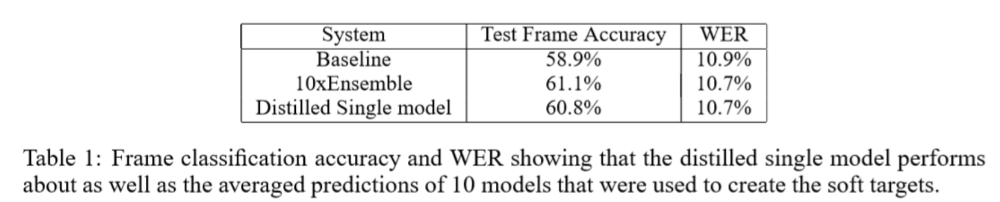 System Test Frame Accuracy WER
Baseline 58.9% 10.9%
10xEnsemble 61.1% 10.7%
Distilled Single model 60.8% 10.7%
Table 1: Frame classification accuracy and WER showing that the distilled single model performs
about as well as the averaged predictions of 10 models that were used to create the soft targets.